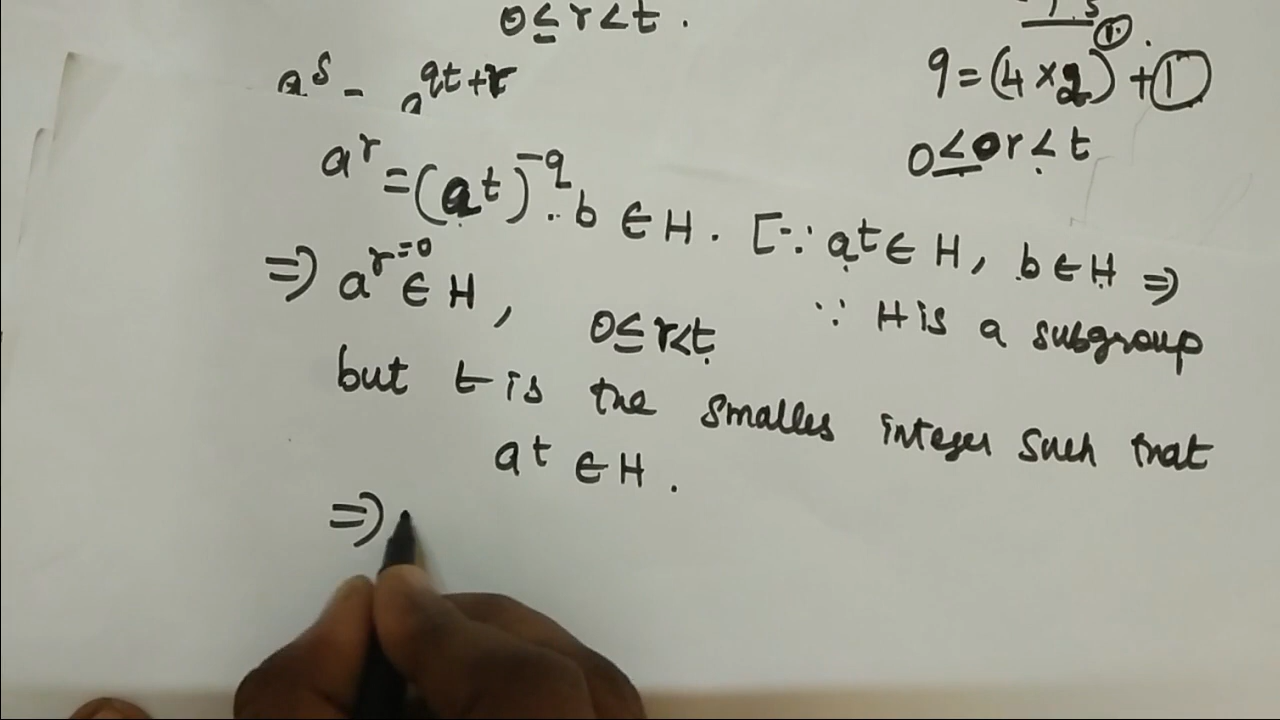 0≤r<t.
9=(4×2)+1
a^s = a^{qt+r}
0≤r<t
a^r =(a^t)^{-q}.b ∈ H. [∵ a^t ∈ H, b ∈ H ⇒
⇒ a^{r=0} ∈ H, 0≤r<t ∵ H is a subgroup
but t is the smalles integer such that
a^t ∈ H.
⇒